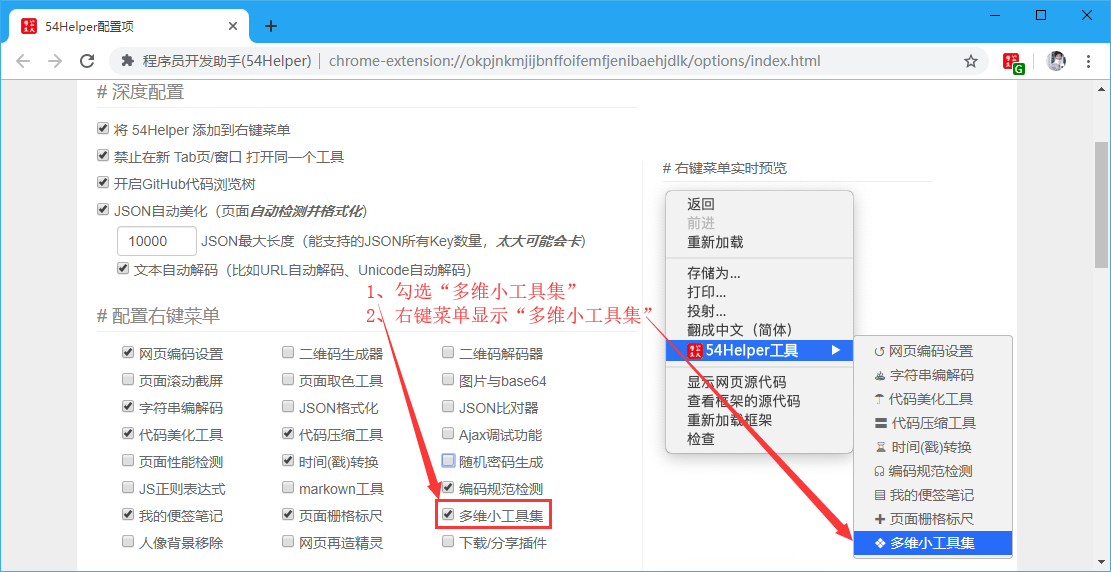 54Helper配置项
程序员开发助手(54Helper) | chrome-extension://okpjnkmjijbnffoifemfjenibaehjdlk/options/index.html
# 深度配置
将 54Helper 添加到右键菜单
禁止在新 Tab页/窗口 打开同一个工具
开启GitHub代码浏览树
JSON自动美化（页面自动检测并格式化）
10000 JSON最大长度（能支持的JSON所有Key数量，太大可能会卡）
文本自动解码（比如URL自动解码、Unicode自动解码）
1、勾选“多维小工具集”
2、右键菜单显示“多维小工具集”
# 配置右键菜单
网页编码设置 二维码生成器 二维码解码器
页面滚动截屏 页面取色工具 图片与base64
字符串编解码 JSON格式化 JSON比对器
代码美化工具 代码压缩工具 Ajax调试功能
页面性能检测 时间(戳)转换 随机密码生成
JS正则表达式 markown工具 编码规范检测
我的便签笔记 页面栅格标尺 多维小工具集
人像背景移除 网页再造精灵 下载/分享插件
# 右键菜单实时预览
返回
前进
重新加载
存储为...
打印...
投射...
翻成中文（简体）
54Helper工具
显示网页源代码
查看框架的源代码
重新加载框架
检查
网页编码设置
字符串编解码
代码美化工具
代码压缩工具
时间(戳)转换
编码规范检测
我的便签笔记
页面栅格标尺
多维小工具集